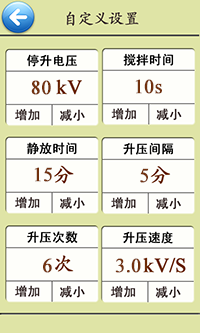 自定义设置
停升电压 搅拌时间
80 kV 10s
增加 减小 增加 减小
静放时间 升压间隔
15分 5分
增加 减小 增加 减小
升压次数 升压速度
6次 3.0kV/S
增加 减小 增加 减小